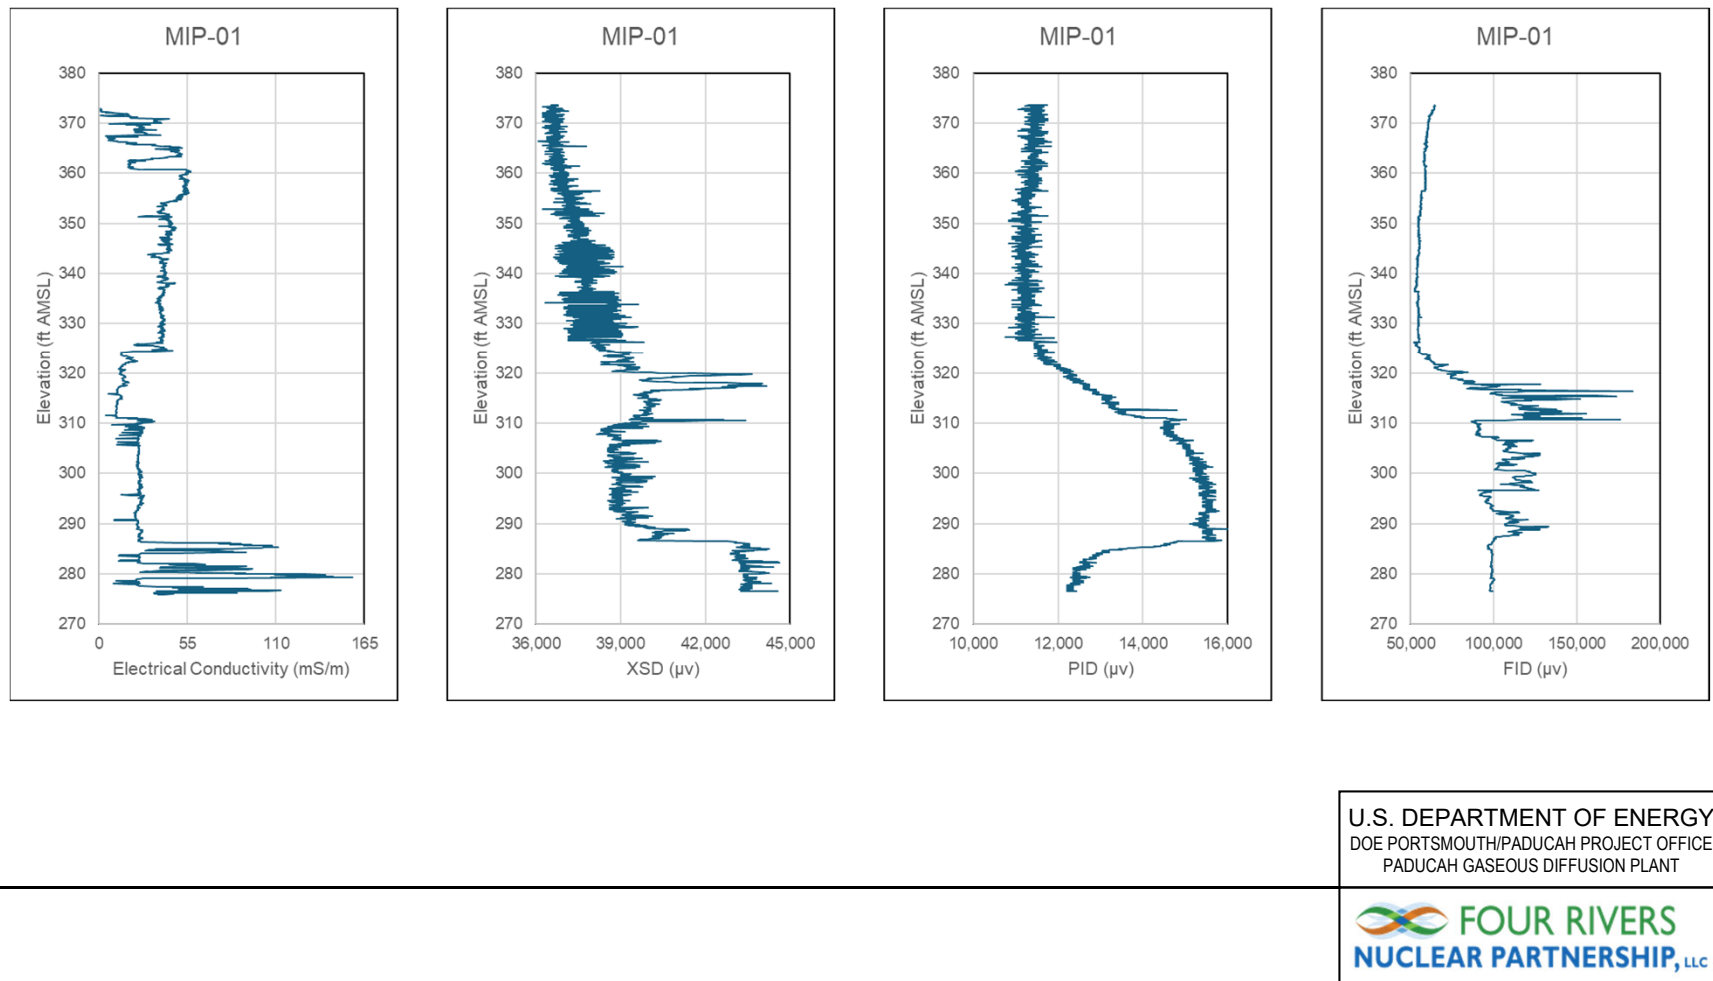 MIP-01
380
370
360
350
340
330
320
310
300
290
280
270
0 55 110 165
Elevation (ft AMSL)
Electrical Conductivity (mS/m)
MIP-01
380
370
360
350
340
330
320
310
300
290
280
270
36,000 39,000 42,000 45,000
Elevation (ft AMSL)
XSD (µv)
MIP-01
380
370
360
350
340
330
320
310
300
290
280
270
10,000 12,000 14,000 16,000
Elevation (ft AMSL)
PID (µv)
MIP-01
380
370
360
350
340
330
320
310
300
290
280
270
50,000 100,000 150,000 200,000
Elevation (ft AMSL)
FID (µv)
U.S. DEPARTMENT OF ENERGY
DOE PORTSMOUTH/PADUCAH PROJECT OFFICE
PADUCAH GASEOUS DIFFUSION PLANT
FOUR RIVERS
NUCLEAR PARTNERSHIP, LLC